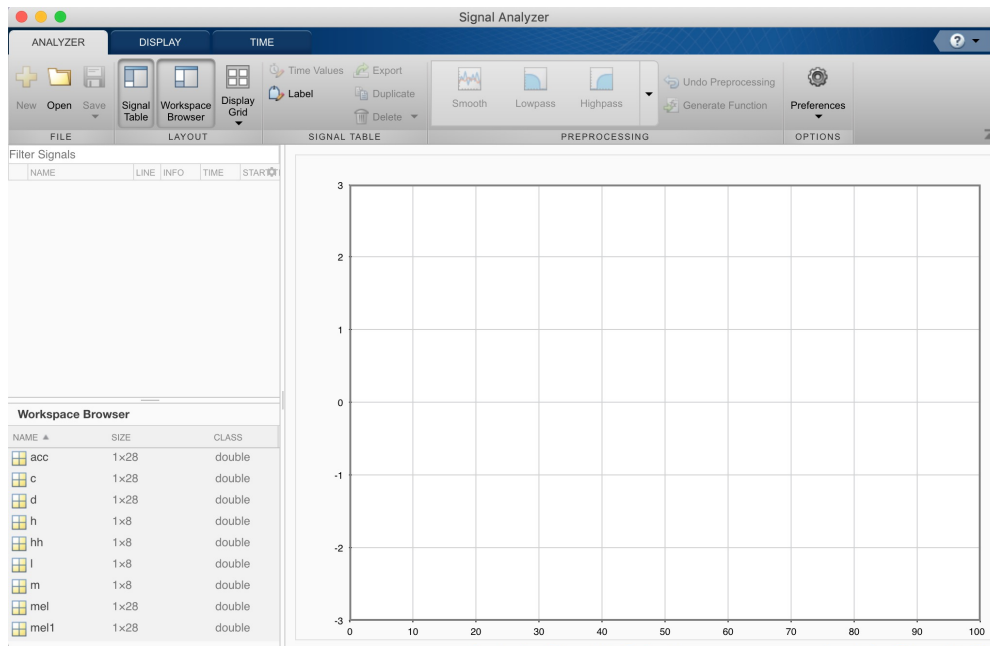 Signal Analyzer
ANALYZER DISPLAY TIME
?
New Open Save
Signal Table
Workspace Browser
Display Grid
Time Values
Label
Export
Duplicate
Delete
Smooth Lowpass Highpass
Undo Preprocessing
Generate Function
Preferences
FILE LAYOUT SIGNAL TABLE PREPROCESSING OPTIONS
Filter Signals
NAME LINE INFO TIME START
3
2
1
0
-1
-2
-3
0 10 20 30 40 50 60 70 80 90 100
Workspace Browser
NAME SIZE CLASS
acc 1×28 double
c 1×28 double
d 1×28 double
h 1×8 double
hh 1×8 double
l 1×8 double
m 1×8 double
mel 1×28 double
mel1 1×28 double